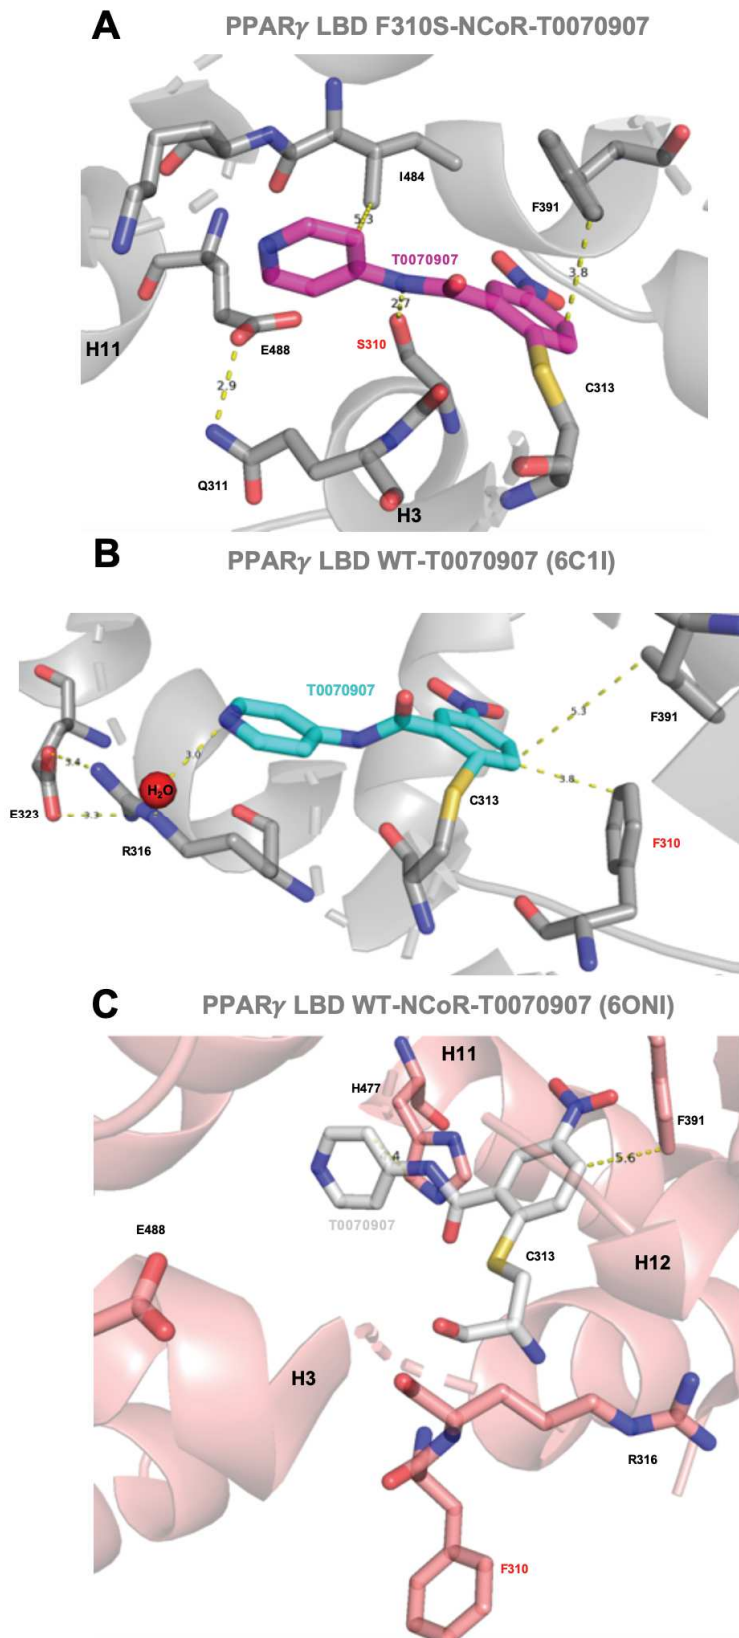 A
PPARγ LBD F310S-NCoR-T0070907
I484
F391
5.3
T0070907
3.8
2.7
S310
H11
E488
C313
2.9
Q311
H3
B
PPARγ LBD WT-T0070907 (6C1I)
T0070907
5.3
F391
3.0
3.4
H₂O
3.8
C313
E323
3.3
R316
F310
C
PPARγ LBD WT-NCoR-T0070907 (6ONI)
H11
H477
F391
5.6
T0070907
E488
C313
H12
H3
R316
F310